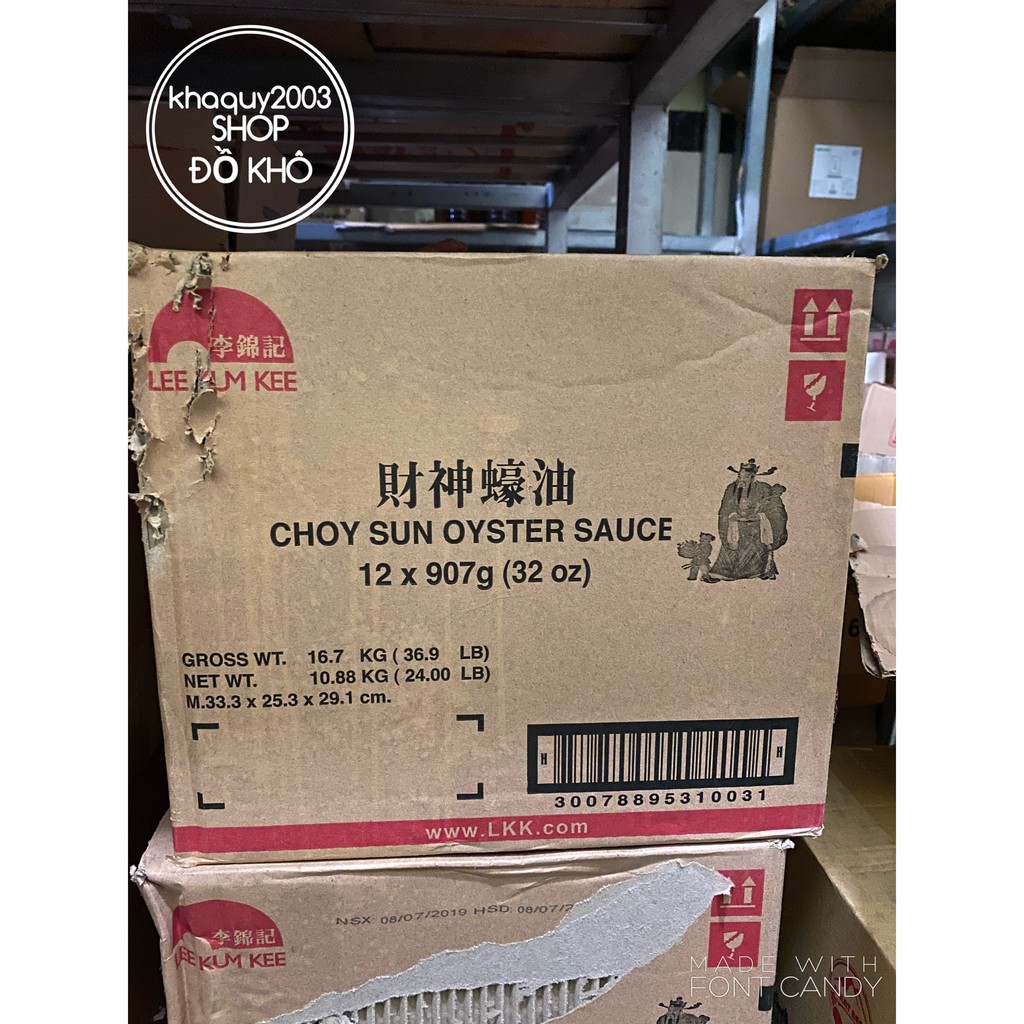 khaquy2003
SHOP
ĐỒ KHÔ
李錦記
LEE KUM KEE
財神蠔油
CHOY SUN OYSTER SAUCE
12 x 907g (32 oz)
GROSS WT. 16.7 KG ( 36.9 LB)
NET WT. 10.88 KG ( 24.00 LB)
M.33.3 x 25.3 x 29.1 cm.
H H
30078895310031
www.LKK.com
NSX: 08/07/2019 HSD: 08/07/2
李錦記
EE KUM KEE
MADE WITH
FONT CANDY